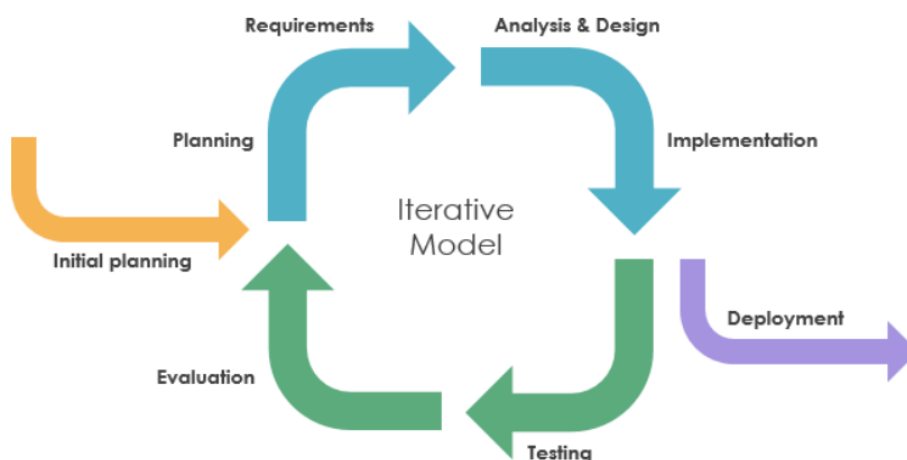 Requirements
Analysis & Design
Planning
Implementation
Iterative
Model
Initial planning
Deployment
Evaluation
Testing